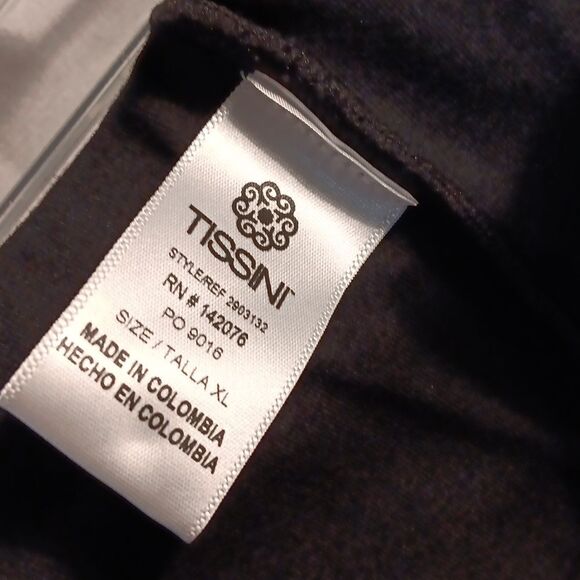 TISSINI
STYLE/REF 2903132
RN # 142076
PO 9016
SIZE / TALLA XL
MADE IN COLOMBIA
HECHO EN COLOMBIA